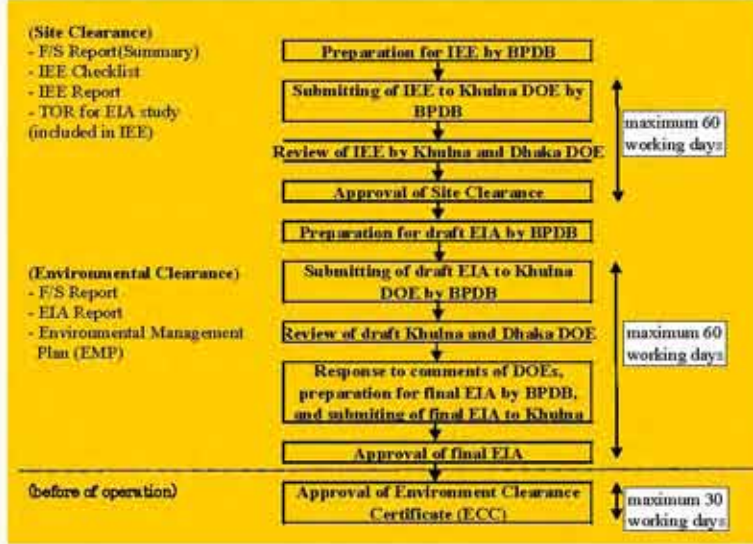 (Site Clearance)
- F/S Report(Summary)
- IEE Checklist
- IEE Report
- TOR for EIA study
(included in IEE)
Preparation for IEE by BPDB
Submitting of IEE to Khulna DOE by
BPDB
Review of IEE by Khulna and Dhaka DOE
Approval of Site Clearance
maximum 60
working days
Preparation for draft EIA by BPDB
(Environmental Clearance)
- F/S Report
- EIA Report
- Environmental Management
Plan (EMP)
Submitting of draft EIA to Khulna
DOE by BPDB
Review of draft Khulna and Dhaka DOE
Response to comments of DOEs,
preparation for final EIA by BPDB,
and submiting of final EIA to Khulna
Approval of final EIA
maximum 60
working days
(before of operation)
Approval of Environment Clearance
Certificate (ECC)
maximum 30
working days